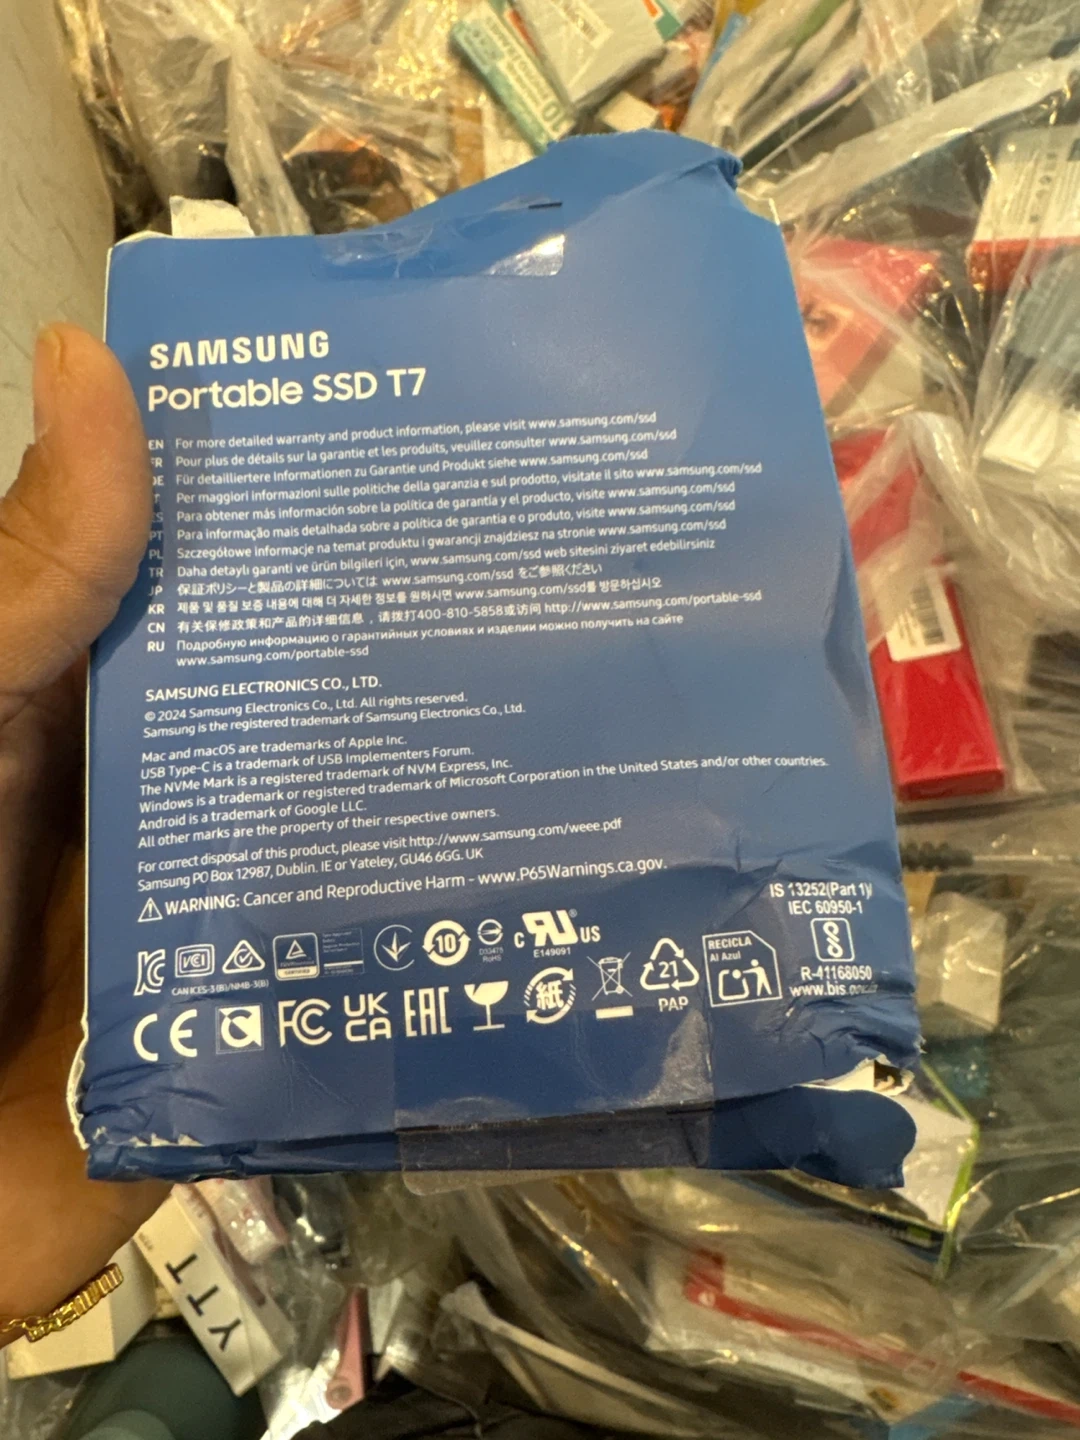 SAMSUNG
Portable SSD T7
EN For more detailed warranty and product information, please visit www.samsung.com/ssd
FR Pour plus de détails sur la garantie et les produits, veuillez consulter www.samsung.com/ssd
DE Für detailliertere Informationen zu Garantie und Produkt siehe www.samsung.com/ssd
Per maggiori informazioni sulle politiche della garanzia e sul prodotto, visitate il sito www.samsung.com/ssd
ES Para obtener más información sobre la política de garantía y el producto, visite www.samsung.com/ssd
PT Para informação mais detalhada sobre a política de garantia e o produto, visite www.samsung.com/ssd
PL Szczegółowe informacje na temat produktu i gwarancji znajdziesz na stronie www.samsung.com/ssd
TR Daha detaylı garanti ve ürün bilgileri için, www.samsung.com/ssd web sitesini ziyaret edebilirsiniz
JP 保証ポリシーと製品の詳細については www.samsung.com/ssd をご参照ください
KR 제품 및 품질 보증 내용에 대해 더 자세한 정보를 원하시면 www.samsung.com/ssd를 방문하십시오
CN 有关保修政策和产品的详细信息，请拨打400-810-5858或访问 http://www.samsung.com/portable-ssd
RU Подробную информацию о гарантийных условиях и изделии можно получить на сайте
www.samsung.com/portable-ssd
SAMSUNG ELECTRONICS CO., LTD.
© 2024 Samsung Electronics Co., Ltd. All rights reserved.
Samsung is the registered trademark of Samsung Electronics Co., Ltd.
Mac and macOS are trademarks of Apple Inc.
USB Type-C is a trademark of USB Implementers Forum.
The NVMe Mark is a registered trademark of NVM Express, Inc.
Windows is a trademark or registered trademark of Microsoft Corporation in the United States and/or other countries.
Android is a trademark of Google LLC.
All other marks are the property of their respective owners.
For correct disposal of this product, please visit http://www.samsung.com/weee.pdf
Samsung PO Box 12987, Dublin. IE or Yateley, GU46 6GG. UK
WARNING: Cancer and Reproductive Harm - www.P65Warnings.ca.gov.
IS 13252(Part 1)/
IEC 60950-1
R-41168050
www.bis.gov.in
VCI
CAN ICES-3(B)/NMB-3(B)
10
D33475
RoHS
c RU US
E149091
紙
21
PAP
RECICLA
Al Azul
CE
FC
UK
CA
EAC
YTT